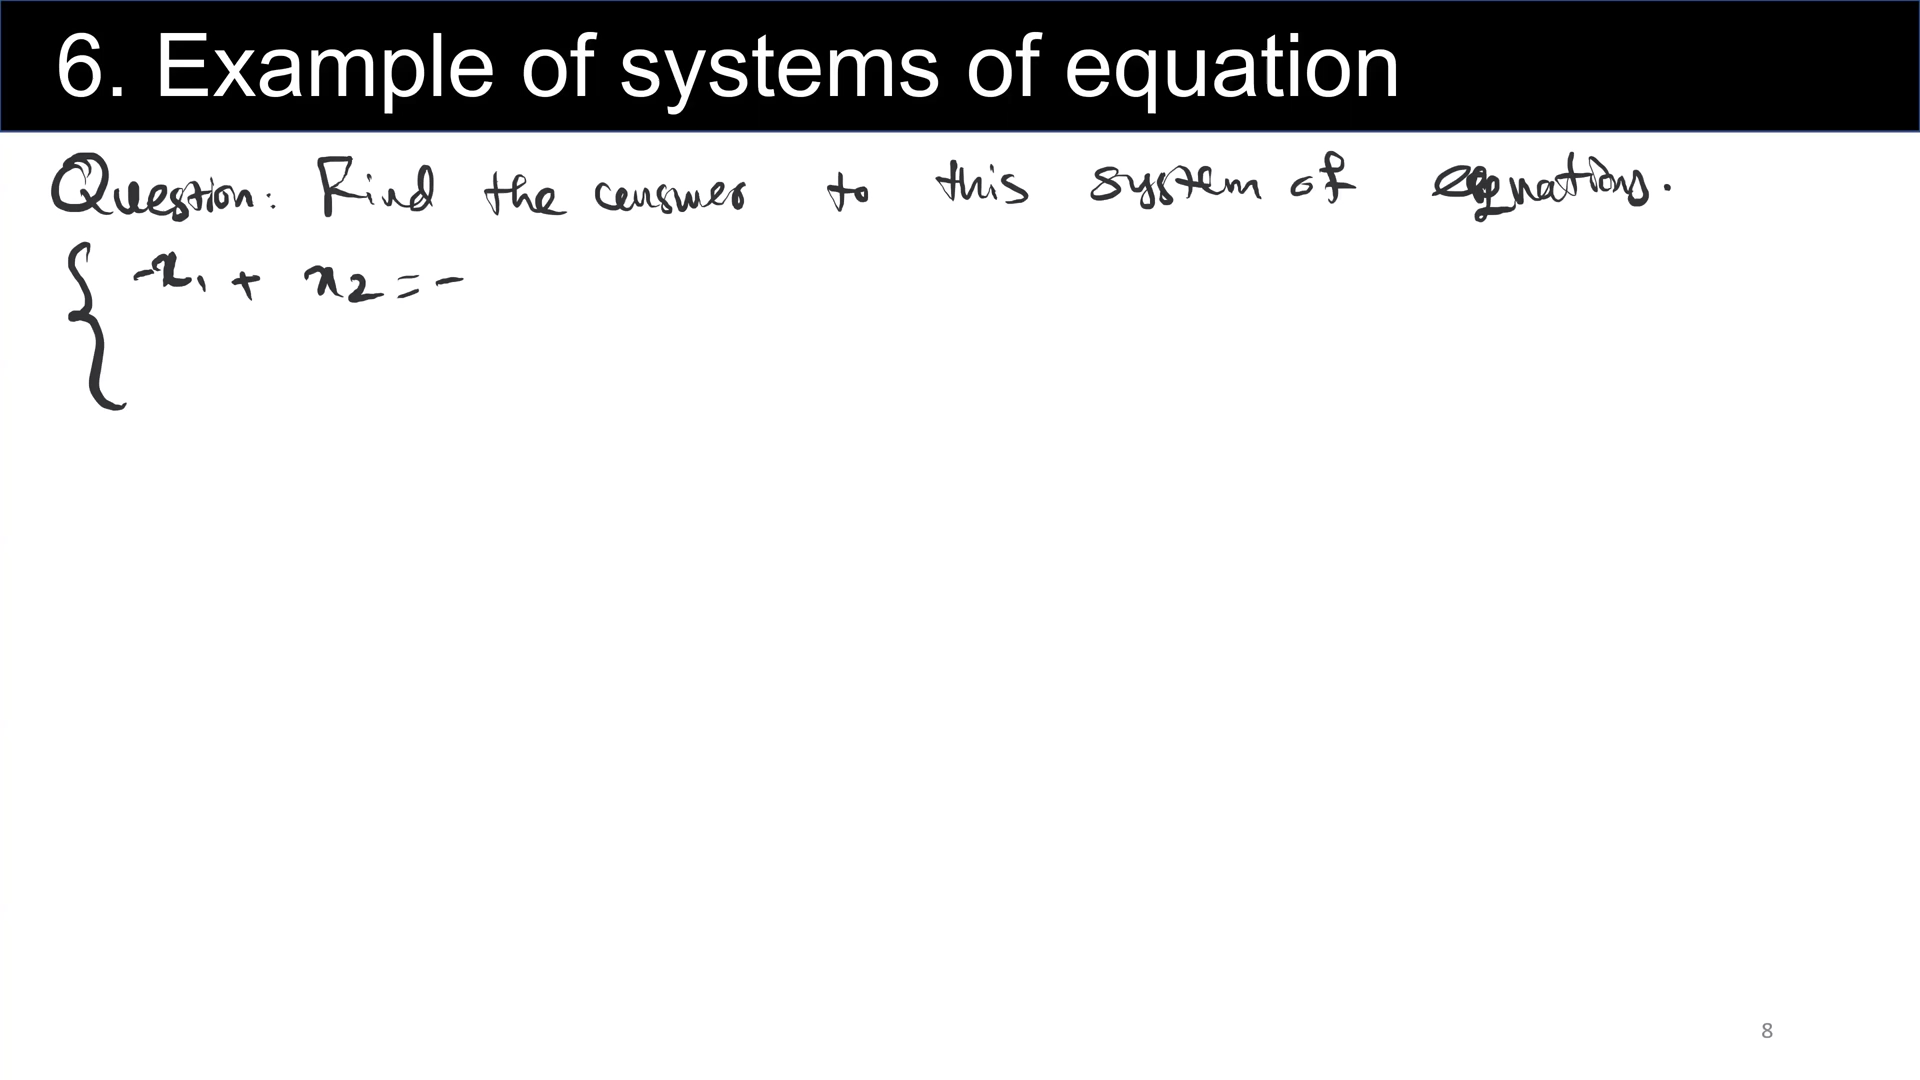 6. Example of systems of equation
Question: Find the answer to this system of equations.
{ -x₁ + x₂ = -
8